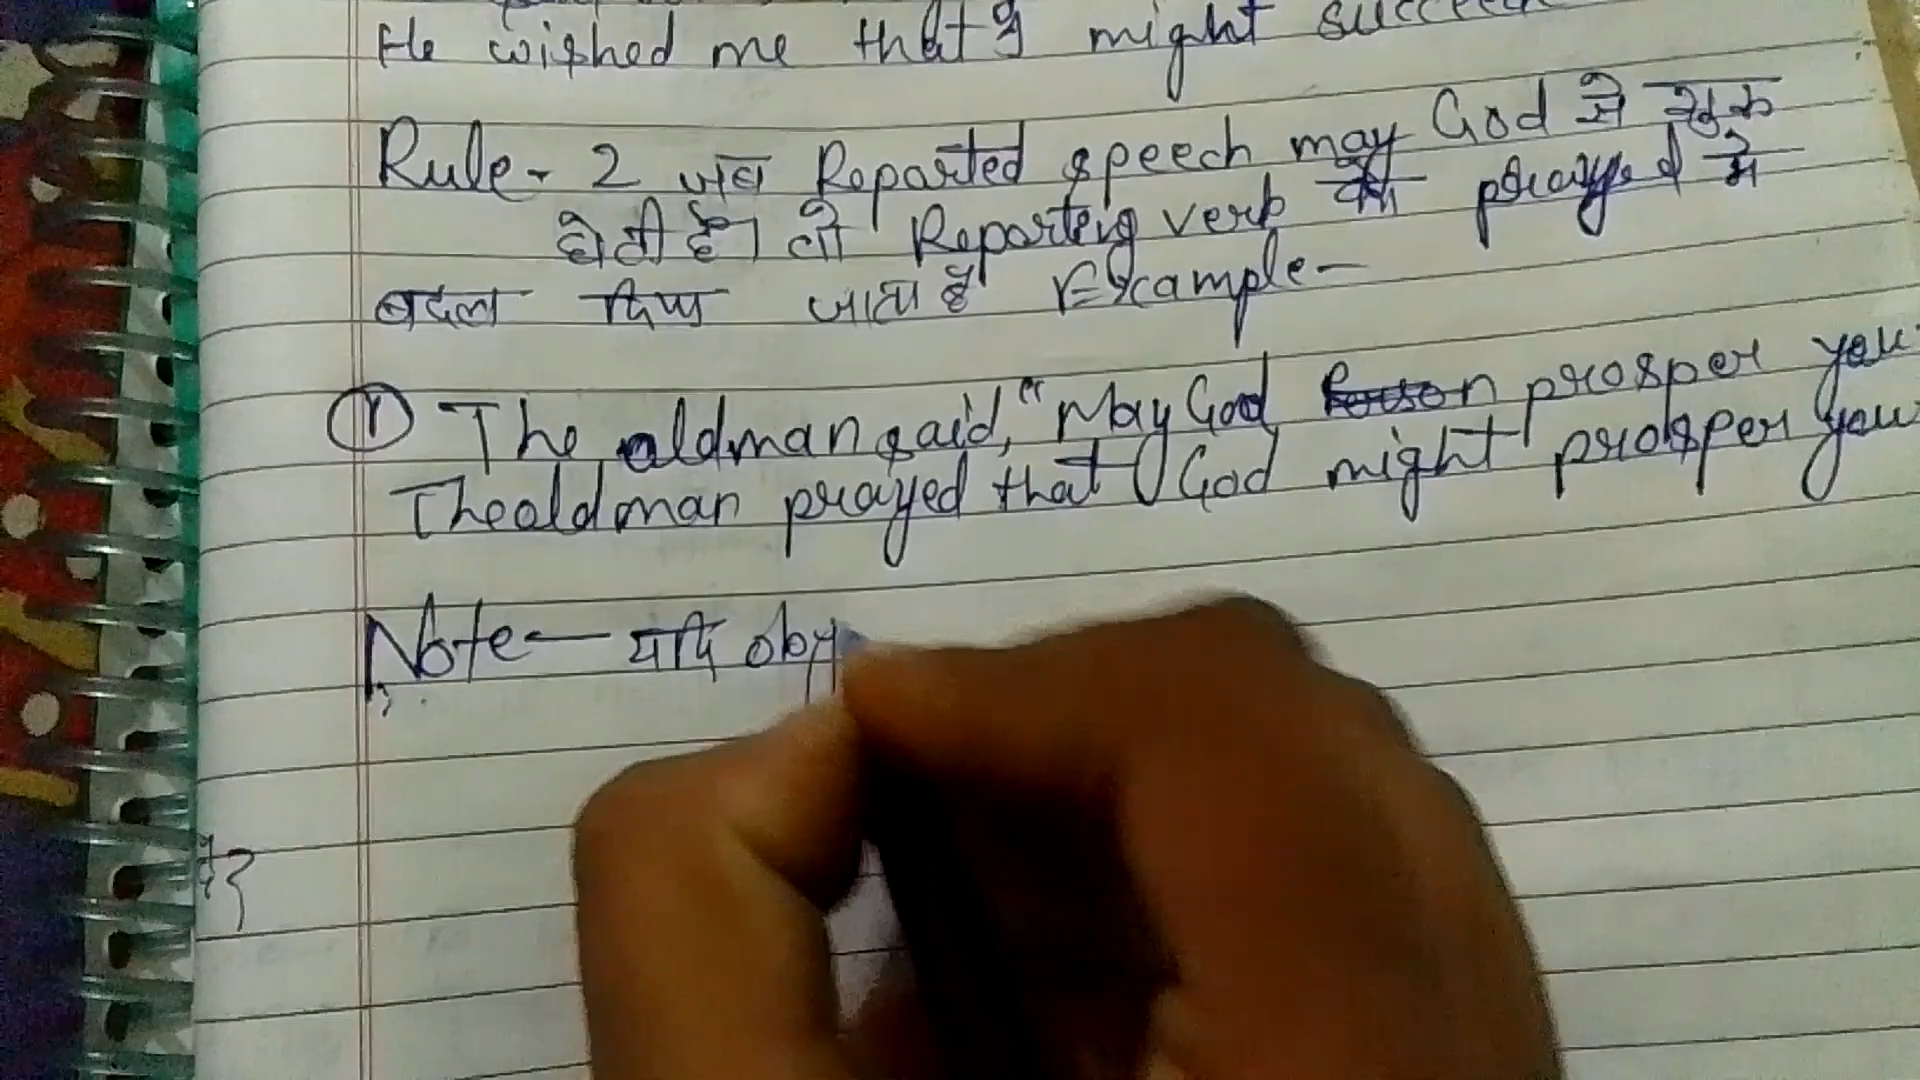 He wished me that I might succeed
Rule - 2 जब Reported speech may God से शुरू
होती है। तो Reporting verb को prayed में
बदल दिया जाता है Example-
(1) The oldman said, "May God prosper you
The oldman prayed that God might prosper you
Note - यदि obj